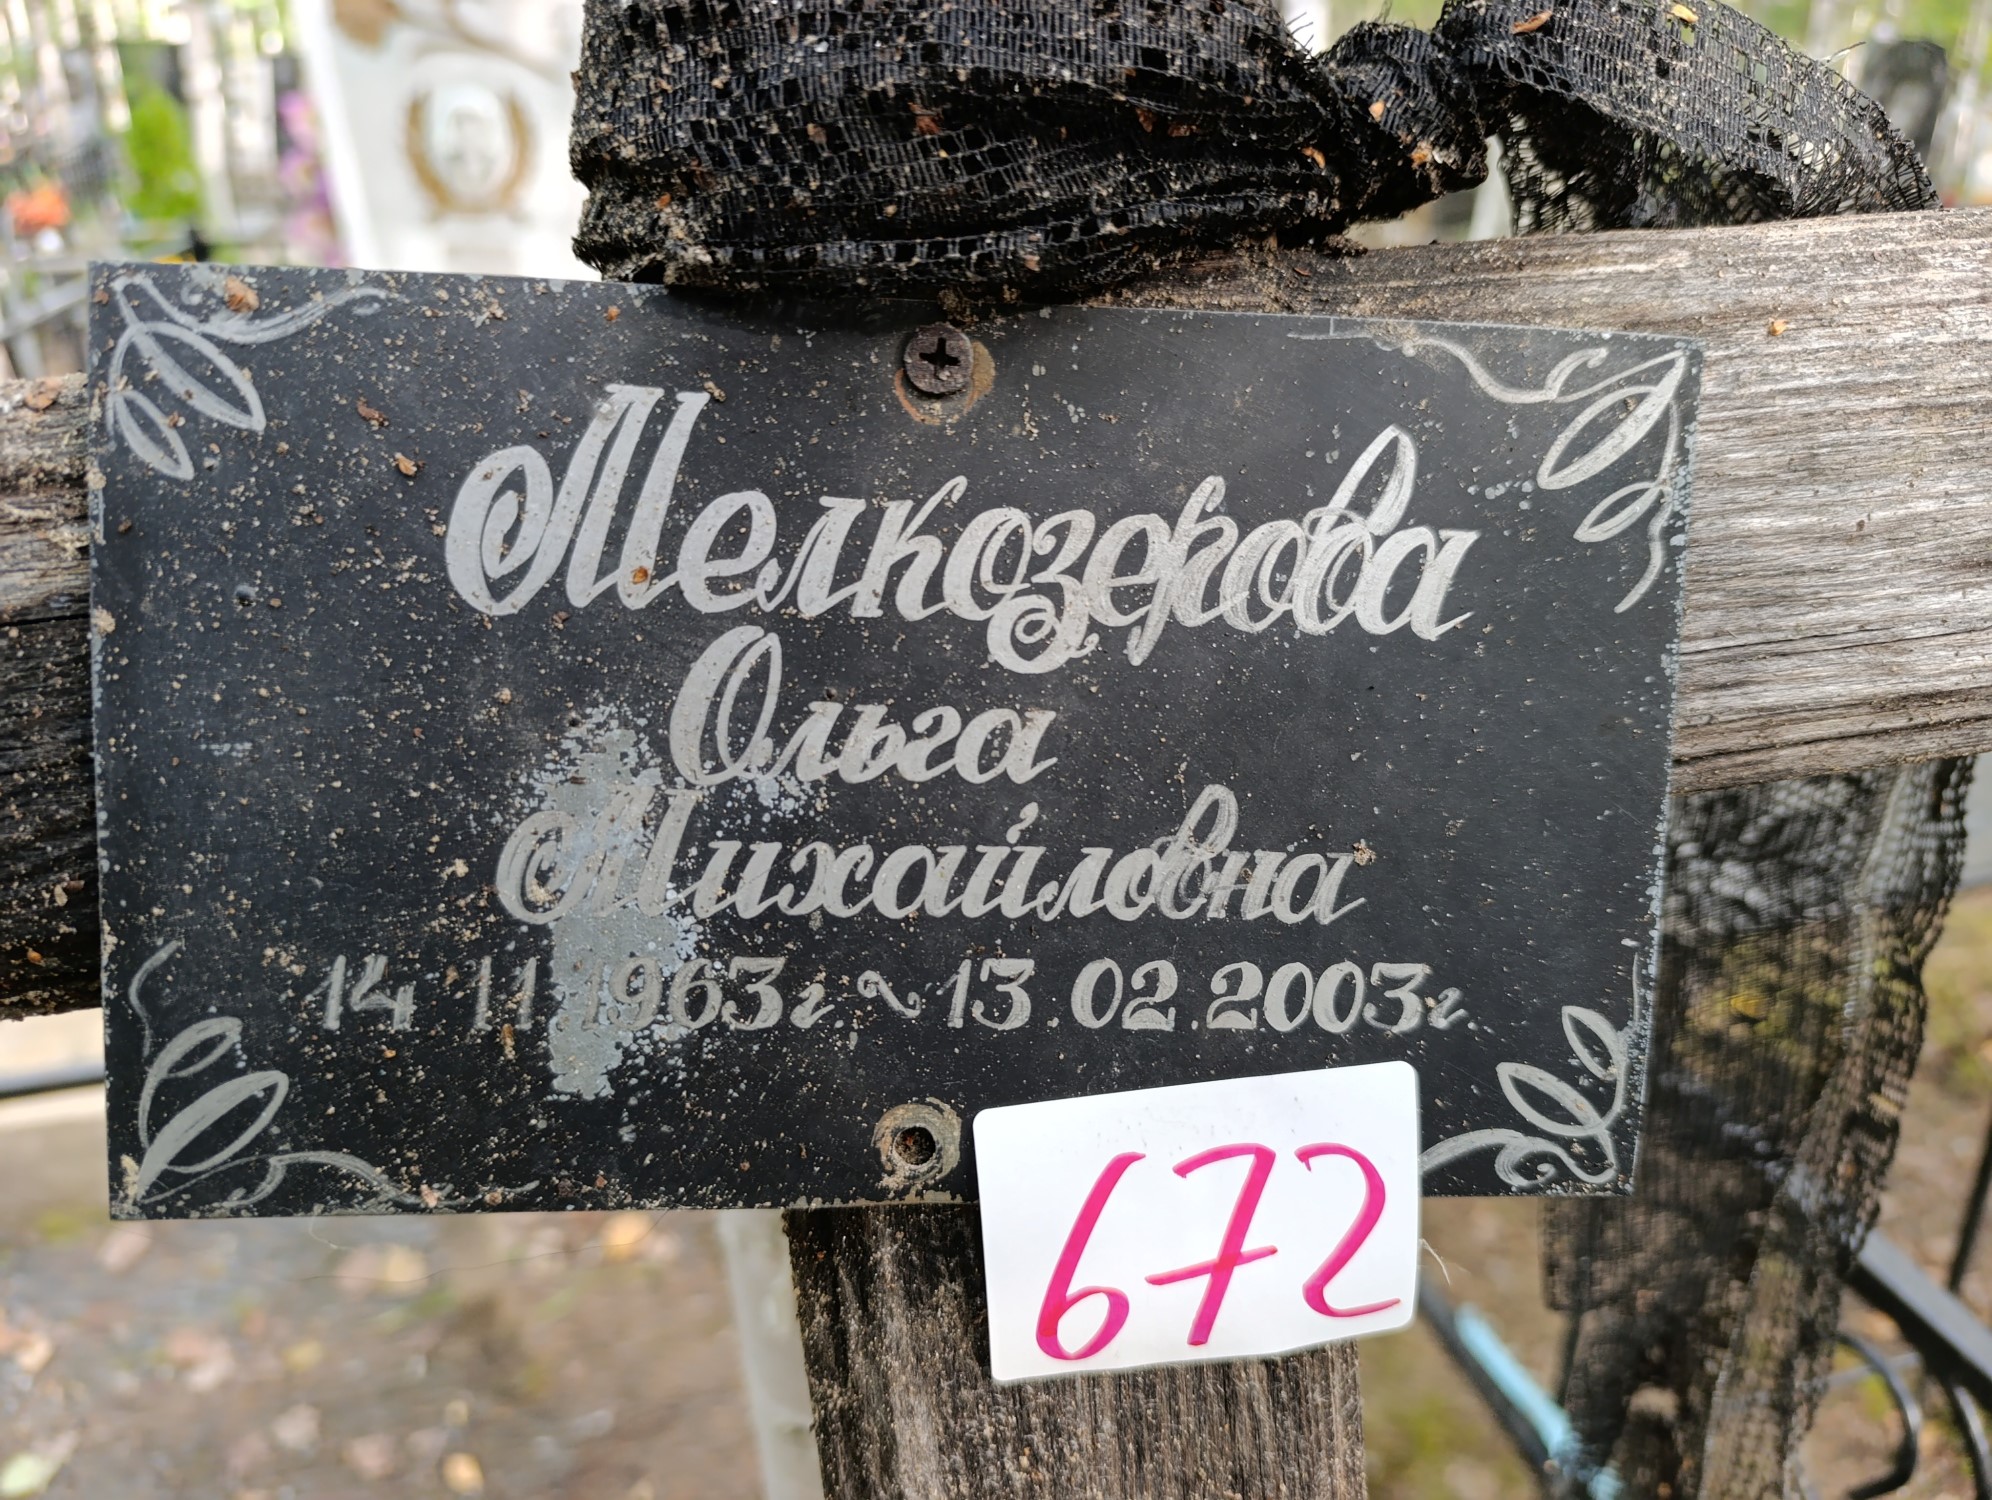 Мелкозерова
Ольга
Михайловна
14 11.1963г. ~ 13.02.2003г.
672